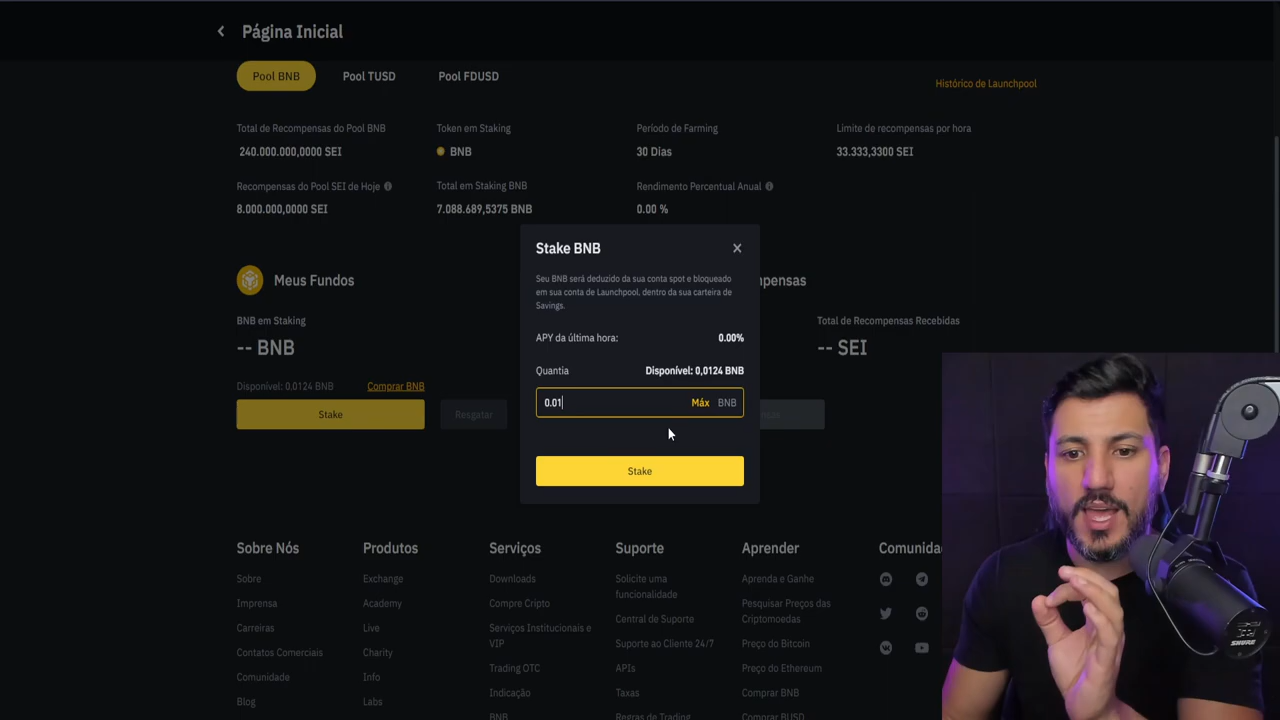 Página Inicial
Pool BNB
Pool TUSD
Pool FDUSD
Histórico de Launchpool
Total de Recompensas do Pool BNB
Token em Staking
Período de Farming
Limite de recompensas por hora
240.000.000,0000 SEI
BNB
30 Dias
33.333,3300 SEI
Recompensas do Pool SEI de Hoje
Total em Staking BNB
Rendimento Percentual Anual
8.000.000,0000 SEI
7.088.689,5375 BNB
0.00 %
Stake BNB
Seu BNB será deduzido da sua conta spot e bloqueado
em sua conta de Launchpool, dentro da sua carteira de
Savings.
APY da última hora:
0.00%
Quantia
Disponível: 0,0124 BNB
0.01
Máx
BNB
Stake
Meus Fundos
BNB em Staking
-- BNB
Disponível: 0.0124 BNB
Comprar BNB
Stake
Resgatar
Total de Recompensas Recebidas
-- SEI
Sobre Nós
Sobre
Imprensa
Carreiras
Contatos Comerciais
Comunidade
Blog
Produtos
Exchange
Academy
Live
Charity
Info
Labs
Serviços
Downloads
Compre Cripto
Serviços Institucionais e
VIP
Trading OTC
Indicação
BNB
Suporte
Solicite uma
funcionalidade
Central de Suporte
Suporte ao Cliente 24/7
APIs
Taxas
Regras de Trading
Aprender
Aprenda e Ganhe
Pesquisar Preços das
Criptomoedas
Preço do Bitcoin
Preço do Ethereum
Comprar BNB
Comprar BUSD
SHURE